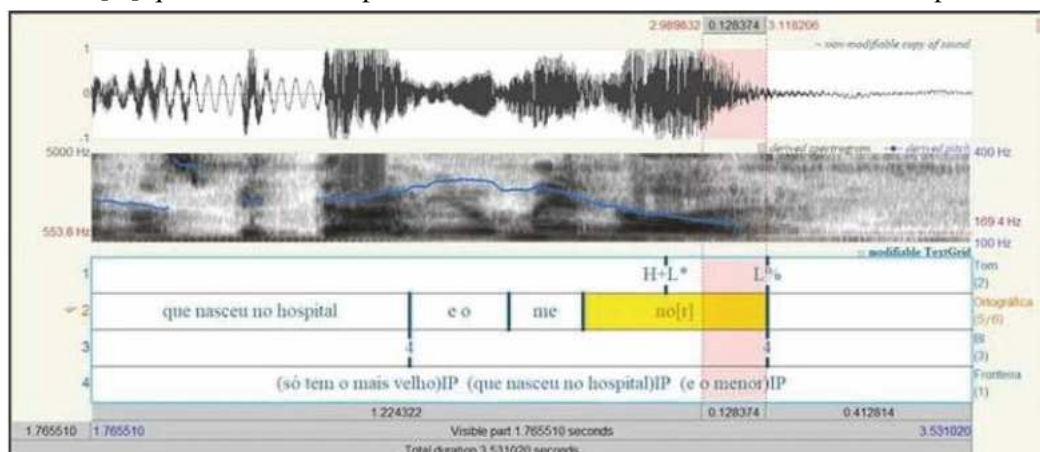 2.989832 0.128374 3.118206
~ non-modifiable copy of sound
1
0
-1
5000 Hz
derived spectrogram
derived pitch
400 Hz
553.6 Hz
169.4 Hz
100 Hz
modifiable TextGrid
1
H+L*
L%
Tom
(2)
2
que nasceu no hospital
e o
me
no[r]
Ortográfica
(5/6)
3
4
4
BI
(3)
4
(só tem o mais velho)IP (que nasceu no hospital)IP (e o menor)IP
Fronteira
(1)
1.224322
0.128374
0.412814
1.765510
1.765510
Visible part 1.765510 seconds
3.531020
Total duration 3.531020 seconds